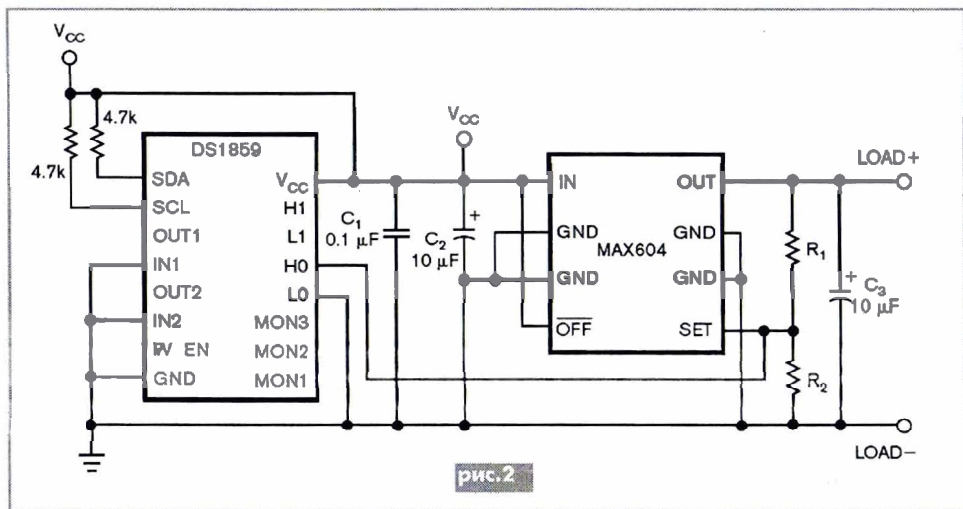 VCC
4.7k
4.7k
DS1859
SDA
SCL
OUT1
IN1
OUT2
IN2
EN
GND
VCC
H1
L1
H0
L0
MON3
MON2
MON1
C1
0.1 µF
VCC
C2
10 µF
+
IN
GND
GND
OFF
MAX604
OUT
GND
GND
SET
R1
R2
+
C3
10 µF
LOAD+
LOAD−
рис.2